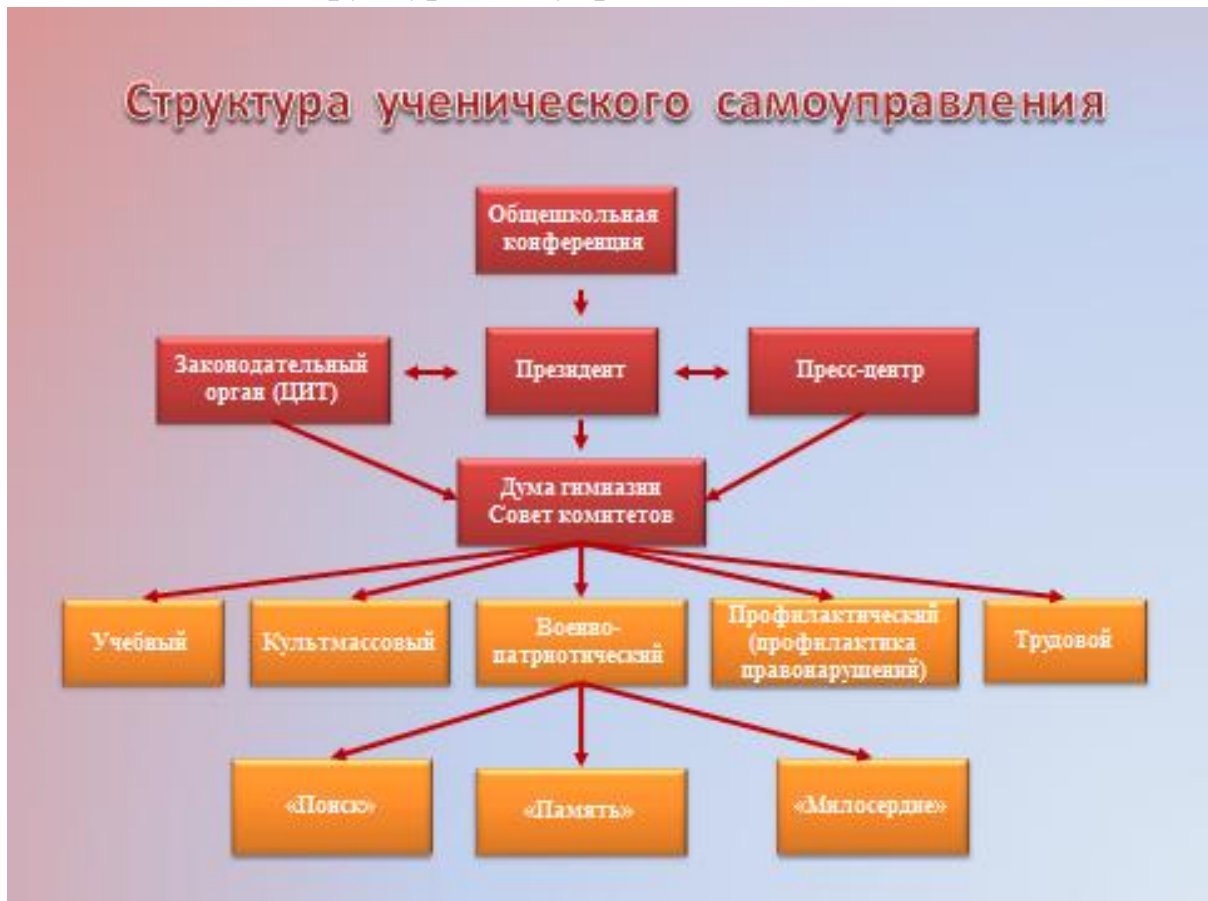 Структура ученического самоуправления
Общешкольная
конференция
Законодательный
орган (ЦИТ)
Президент
Пресс-центр
Дума гимназии
Совет комитетов
Учебный
Культмассовый
Военно-
патриотический
Профилактический
(профилактика
правонарушений)
Трудовой
«Поиск»
«Память»
«Милосердие»